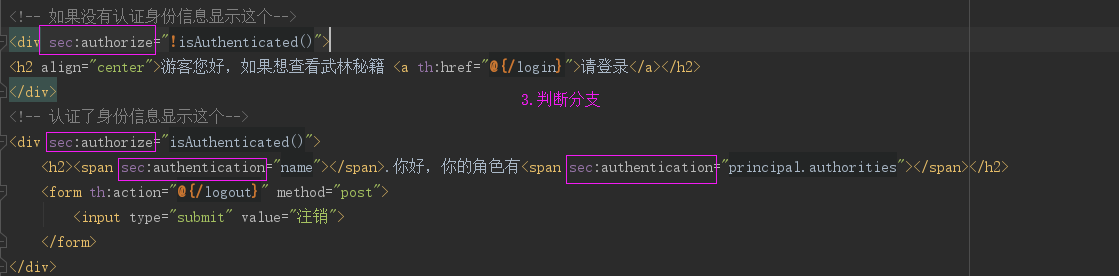 <!-- 如果没有认证身份信息显示这个-->
<div sec:authorize="!isAuthenticated()">
<h2 align="center">游客您好，如果想查看武林秘籍 <a th:href="@{/login}">请登录</a></h2>
</div>
3.判断分支
<!-- 认证了身份信息显示这个-->
<div sec:authorize="isAuthenticated()">
<h2><span sec:authentication="name"></span>.你好，你的角色有<span sec:authentication="principal.authorities"></span></h2>
<form th:action="@{/logout}" method="post">
<input type="submit" value="注销">
</form>
</div>